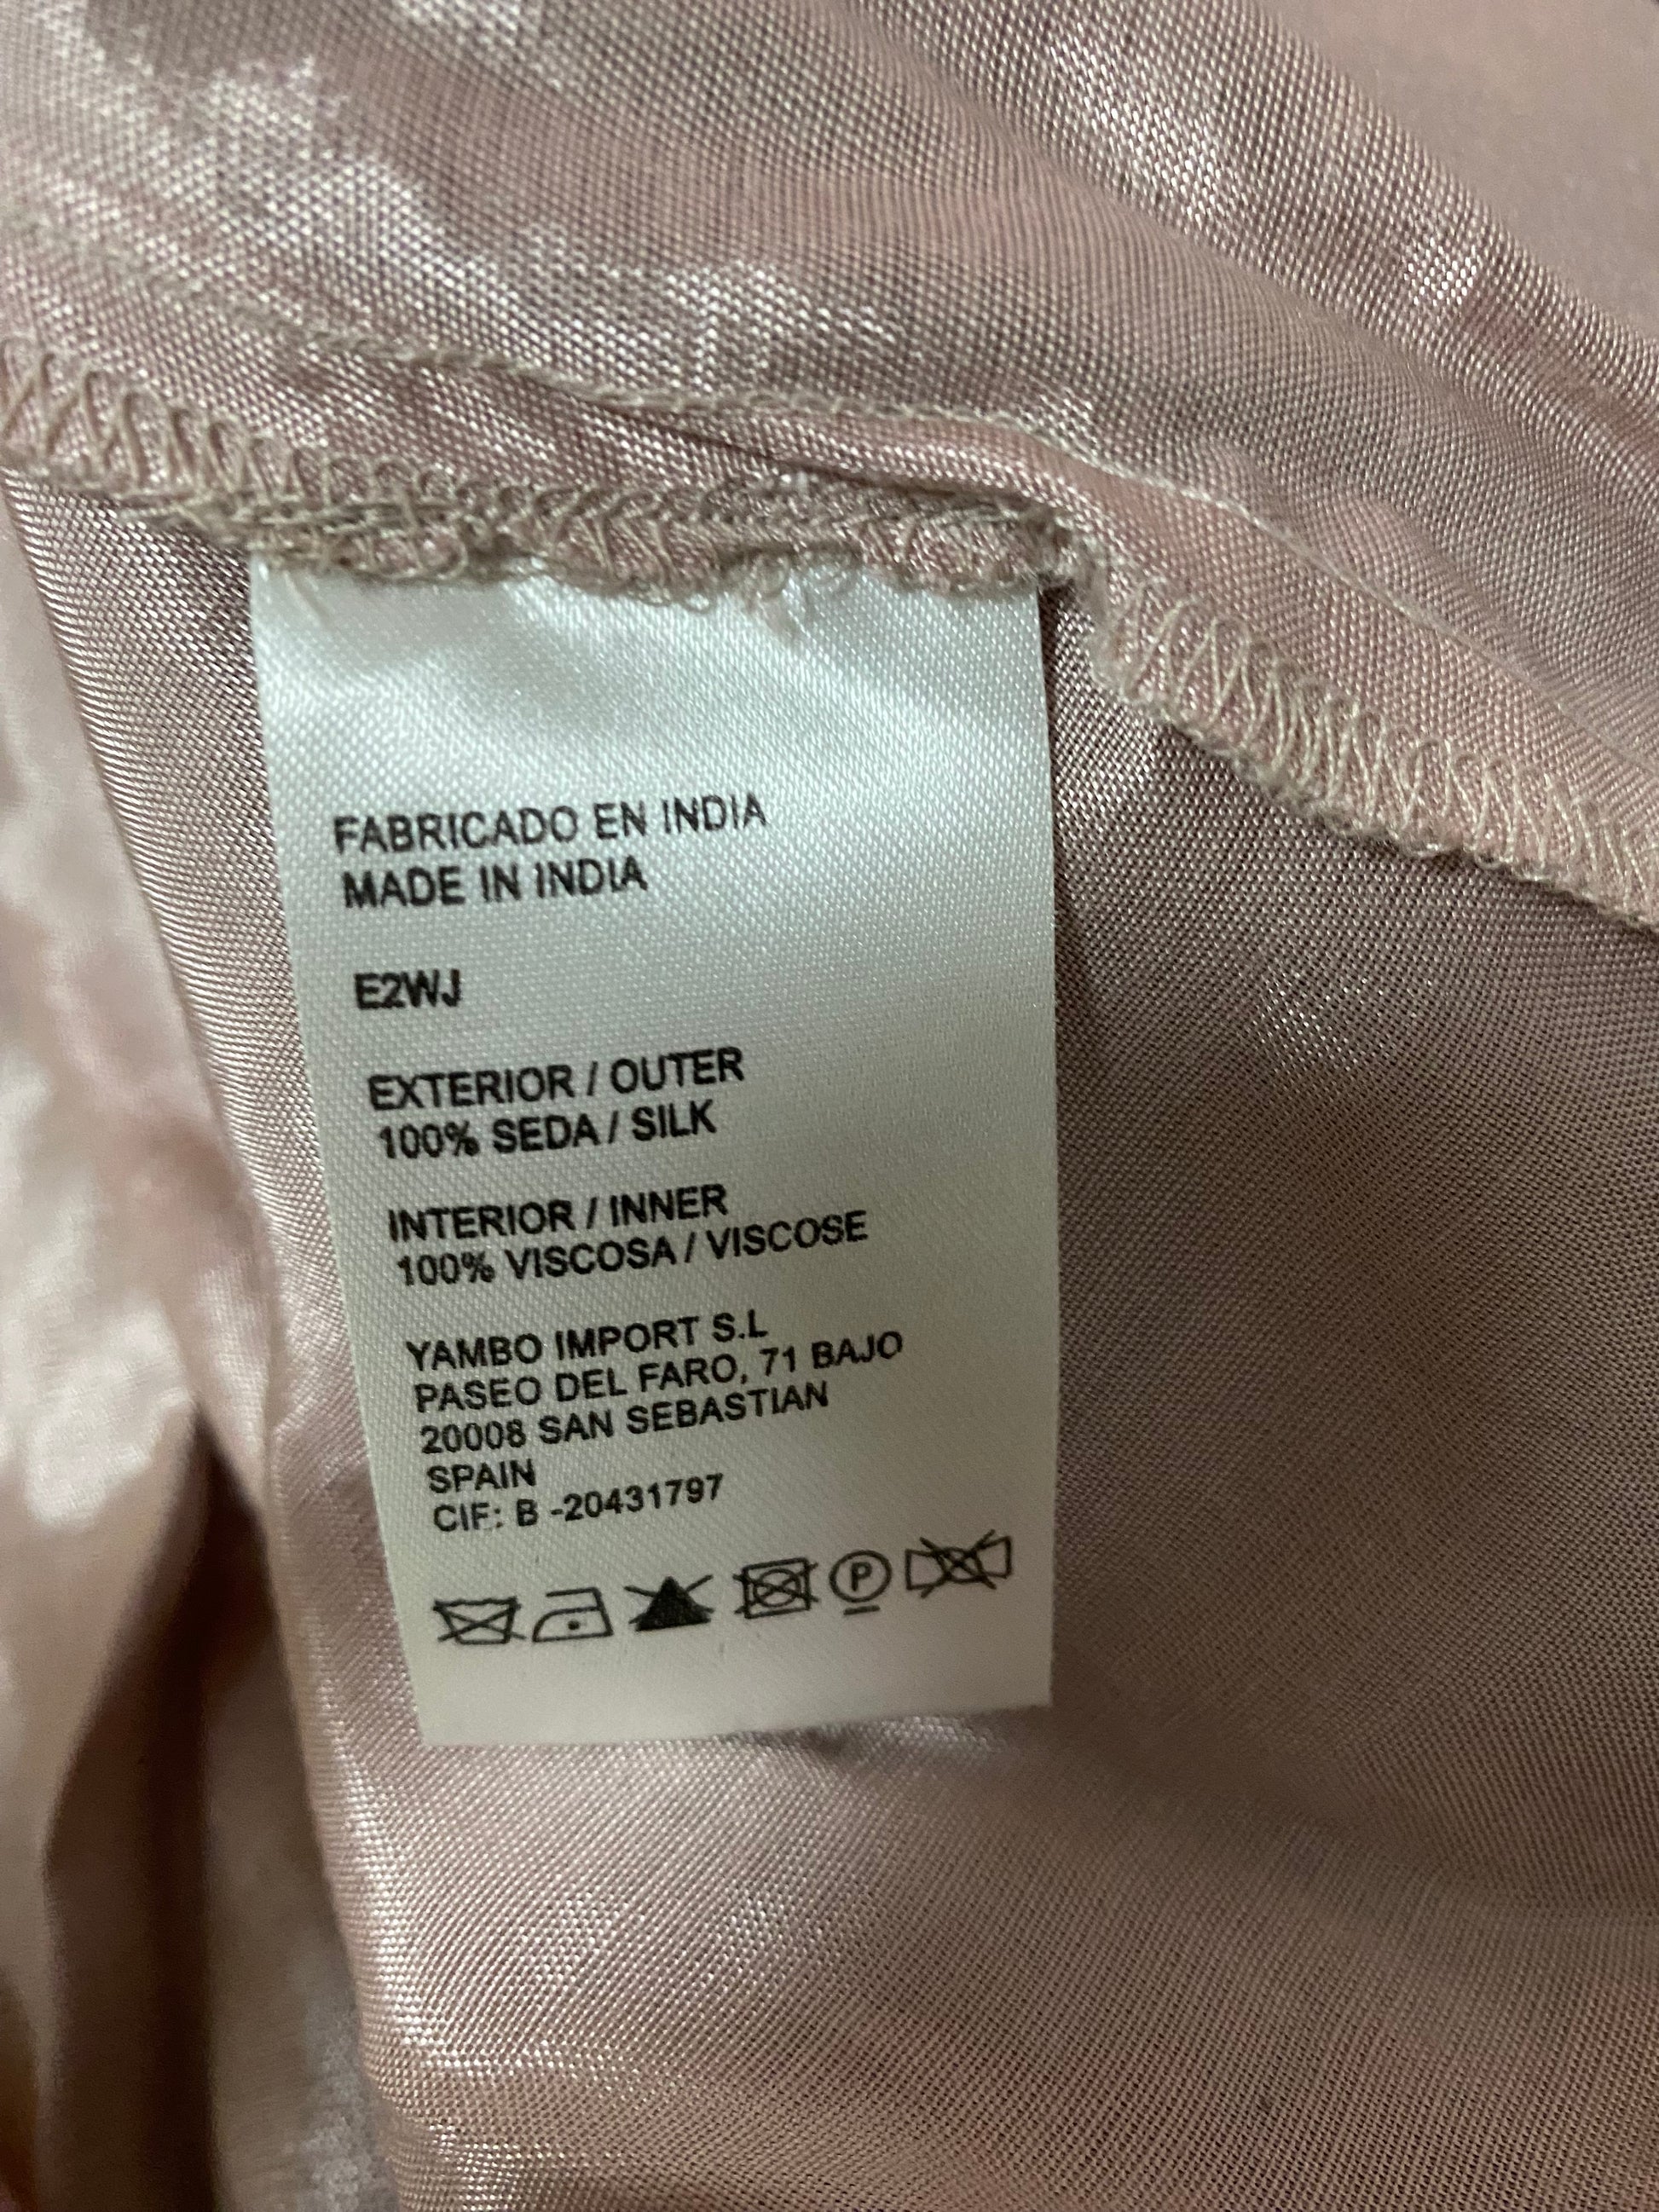 FABRICADO EN INDIA
MADE IN INDIA
E2WJ
EXTERIOR / OUTER
100% SEDA / SILK
INTERIOR / INNER
100% VISCOSA / VISCOSE
YAMBO IMPORT S.L
PASEO DEL FARO, 71 BAJO
20008 SAN SEBASTIAN
SPAIN
CIF: B -20431797
P